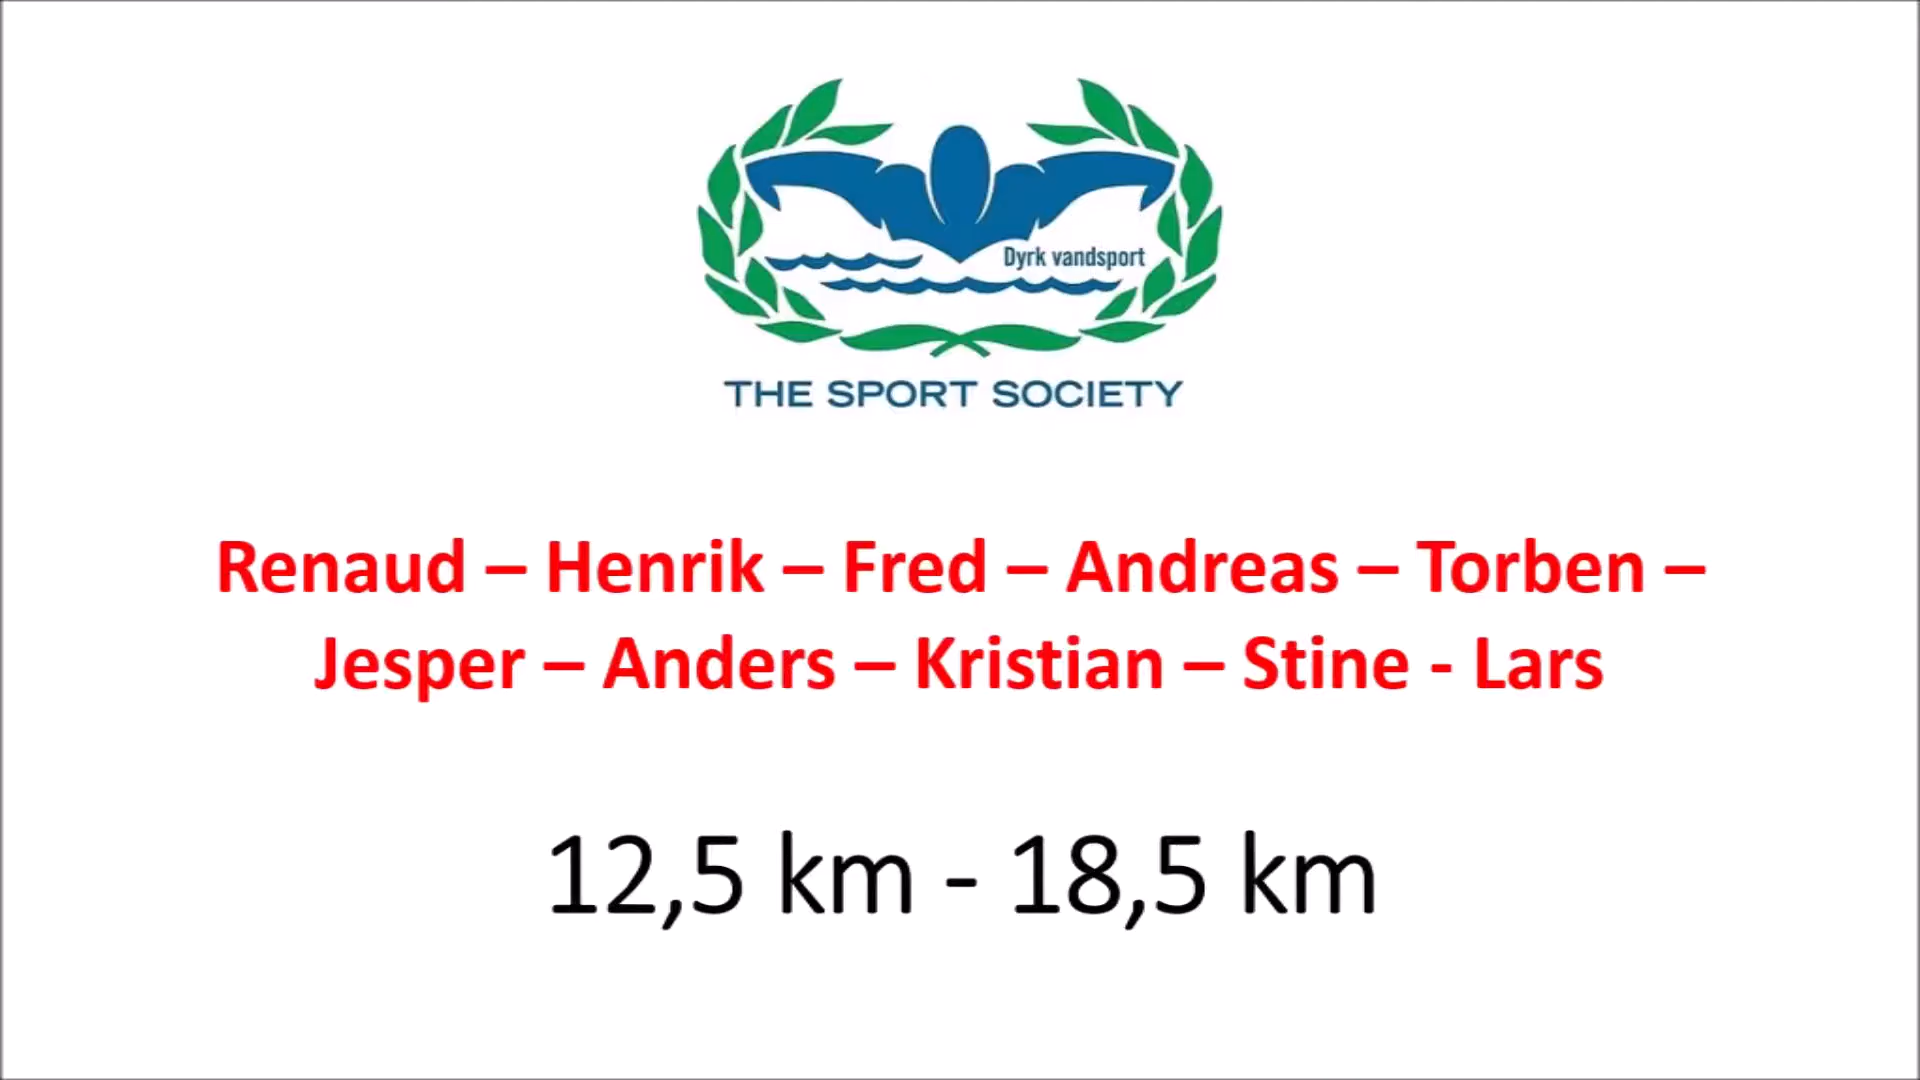 Dyrk vandsport
THE SPORT SOCIETY
Renaud – Henrik – Fred – Andreas – Torben –
Jesper – Anders – Kristian – Stine - Lars
12,5 km - 18,5 km